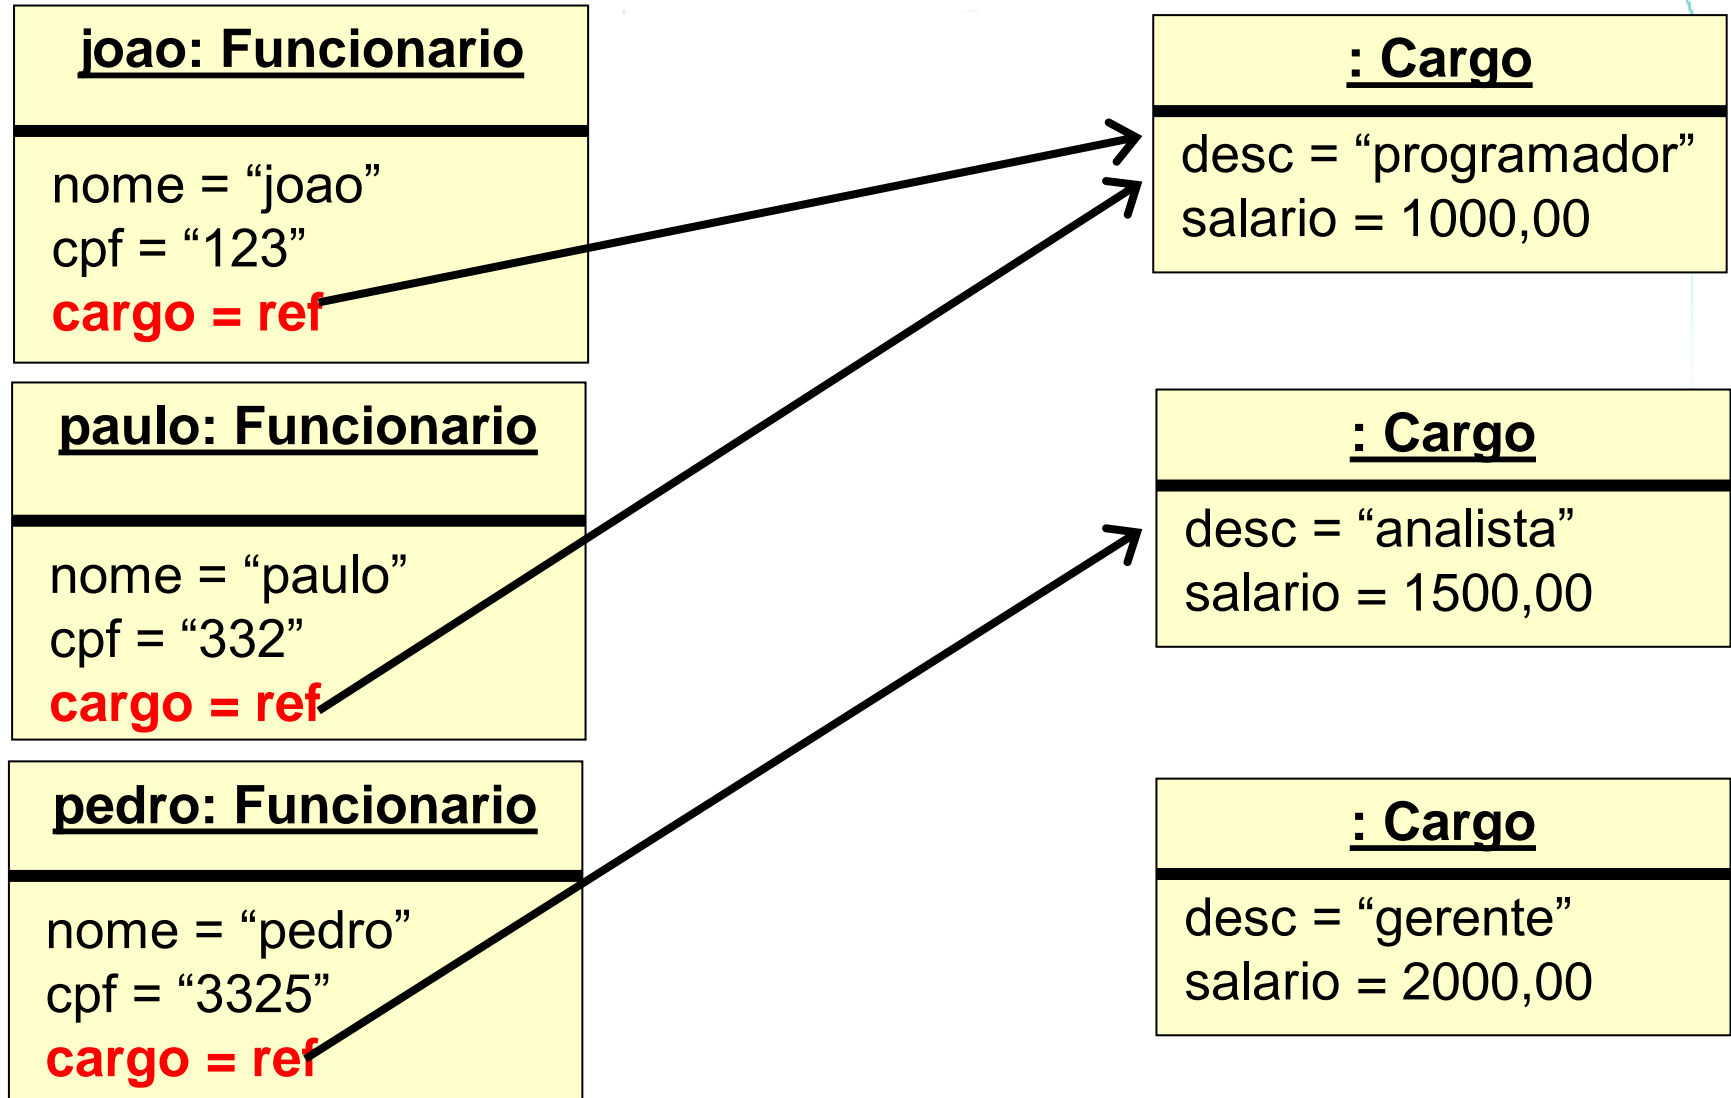 joao: Funcionario
nome = “joao”
cpf = “123”
cargo = ref
paulo: Funcionario
nome = “paulo”
cpf = “332”
cargo = ref
pedro: Funcionario
nome = “pedro”
cpf = “3325”
cargo = ref
: Cargo
desc = “programador”
salario = 1000,00
: Cargo
desc = “analista”
salario = 1500,00
: Cargo
desc = “gerente”
salario = 2000,00